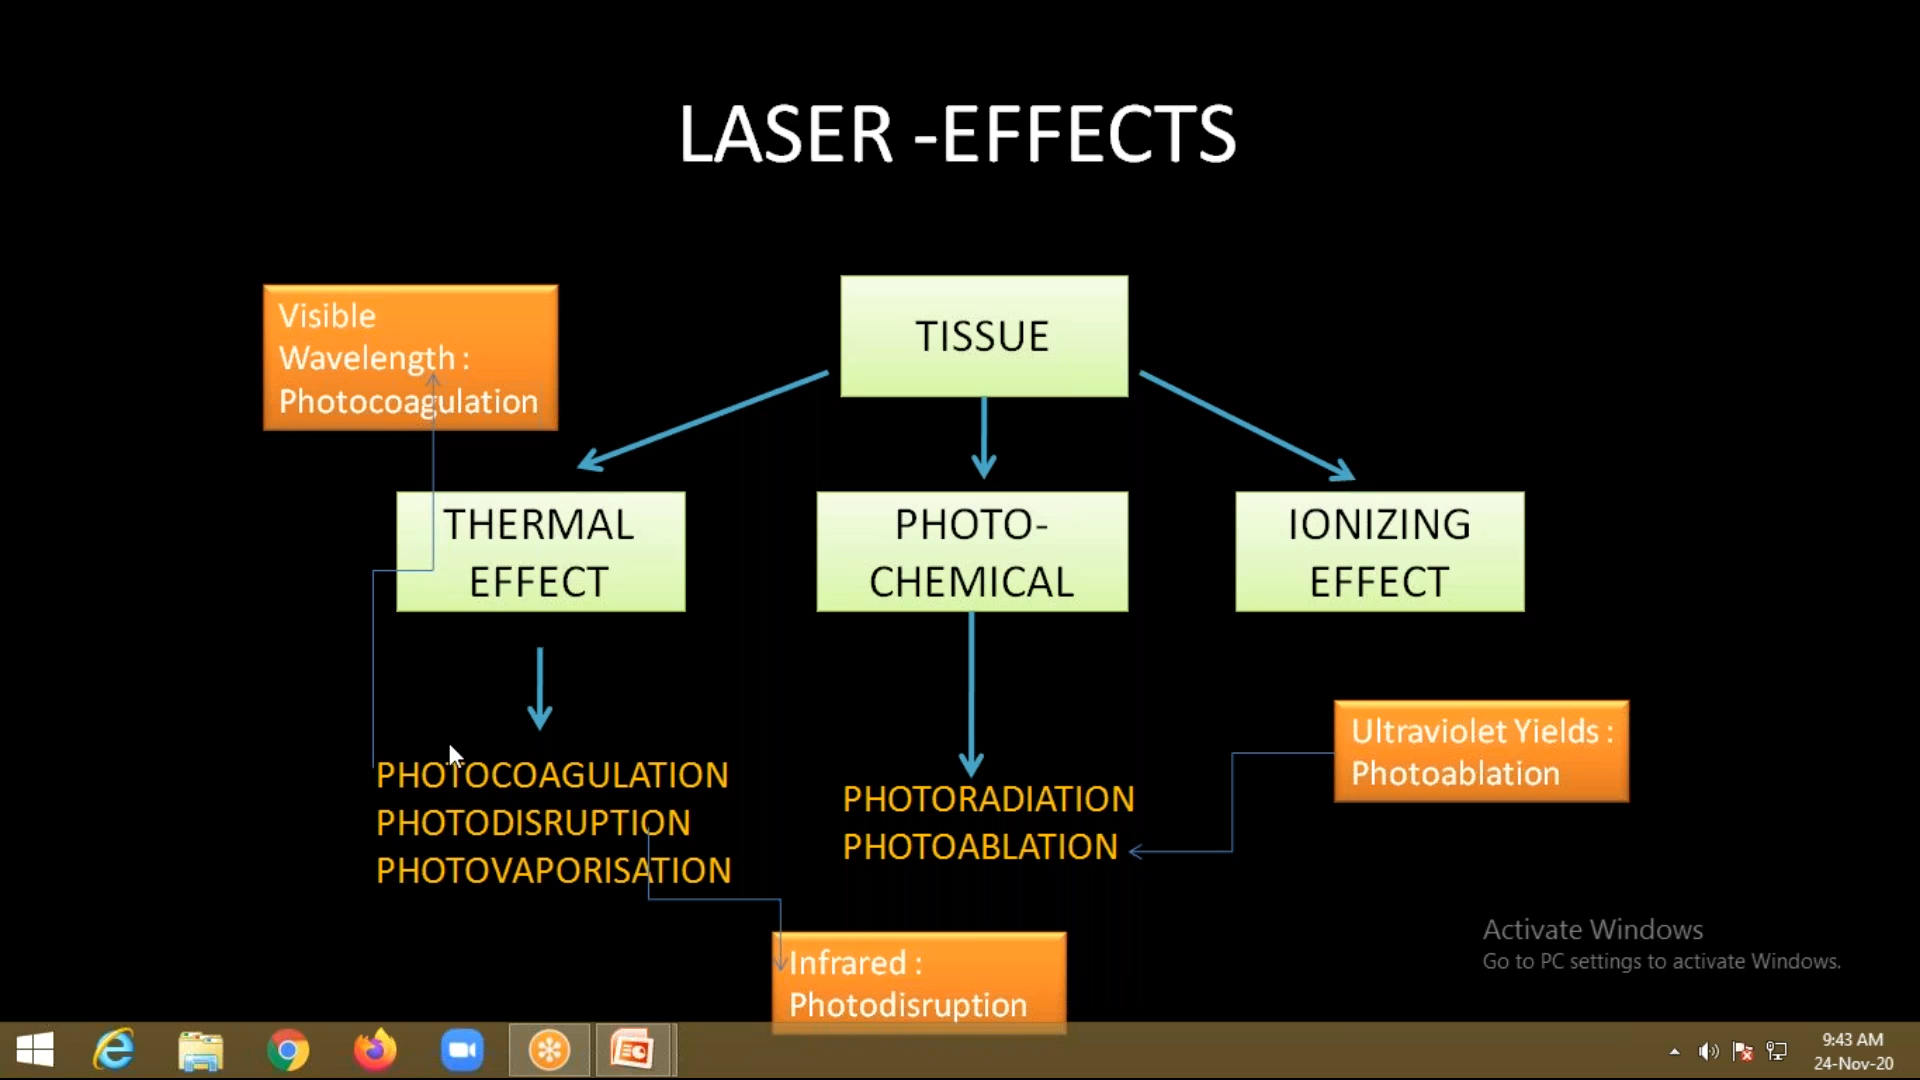 LASER -EFFECTS
Visible
Wavelength :
Photocoagulation
TISSUE
THERMAL
EFFECT
PHOTO-
CHEMICAL
IONIZING
EFFECT
PHOTOCOAGULATION
PHOTODISRUPTION
PHOTOVAPORISATION
PHOTORADIATION
PHOTOABLATION
Ultraviolet Yields :
Photoablation
Infrared :
Photodisruption
Activate Windows
Go to PC settings to activate Windows.
9:43 AM
24-Nov-20